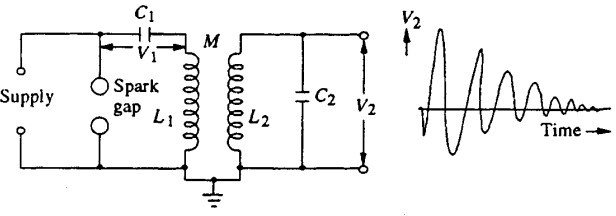 C₁
V₁
M
Supply
Spark
gap
L₁
L₂
C₂
V₂
V₂
Time